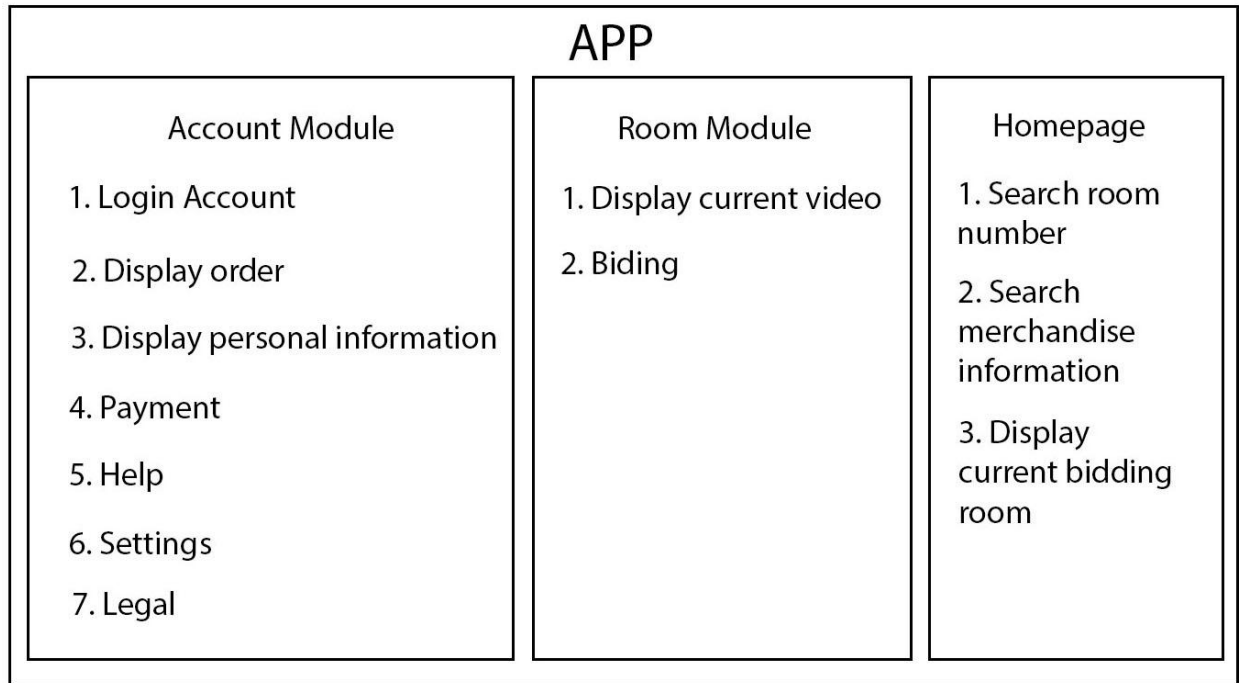 APP
Account Module
1. Login Account
2. Display order
3. Display personal information
4. Payment
5. Help
6. Settings
7. Legal
Room Module
1. Display current video
2. Biding
Homepage
1. Search room
number
2. Search
merchandise
information
3. Display
current bidding
room